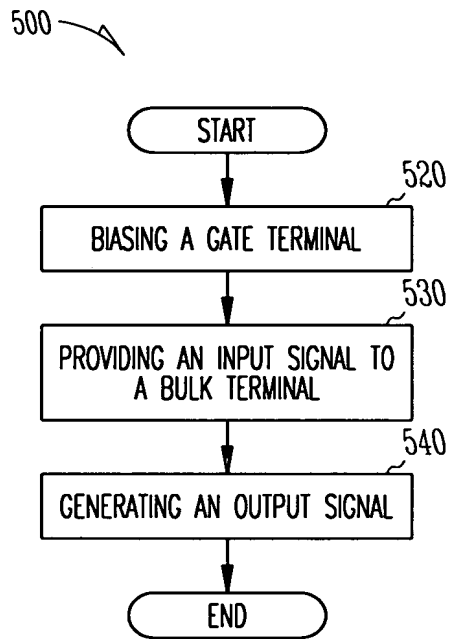 500
START
520
BIASING A GATE TERMINAL
530
PROVIDING AN INPUT SIGNAL TO
A BULK TERMINAL
540
GENERATING AN OUTPUT SIGNAL
END